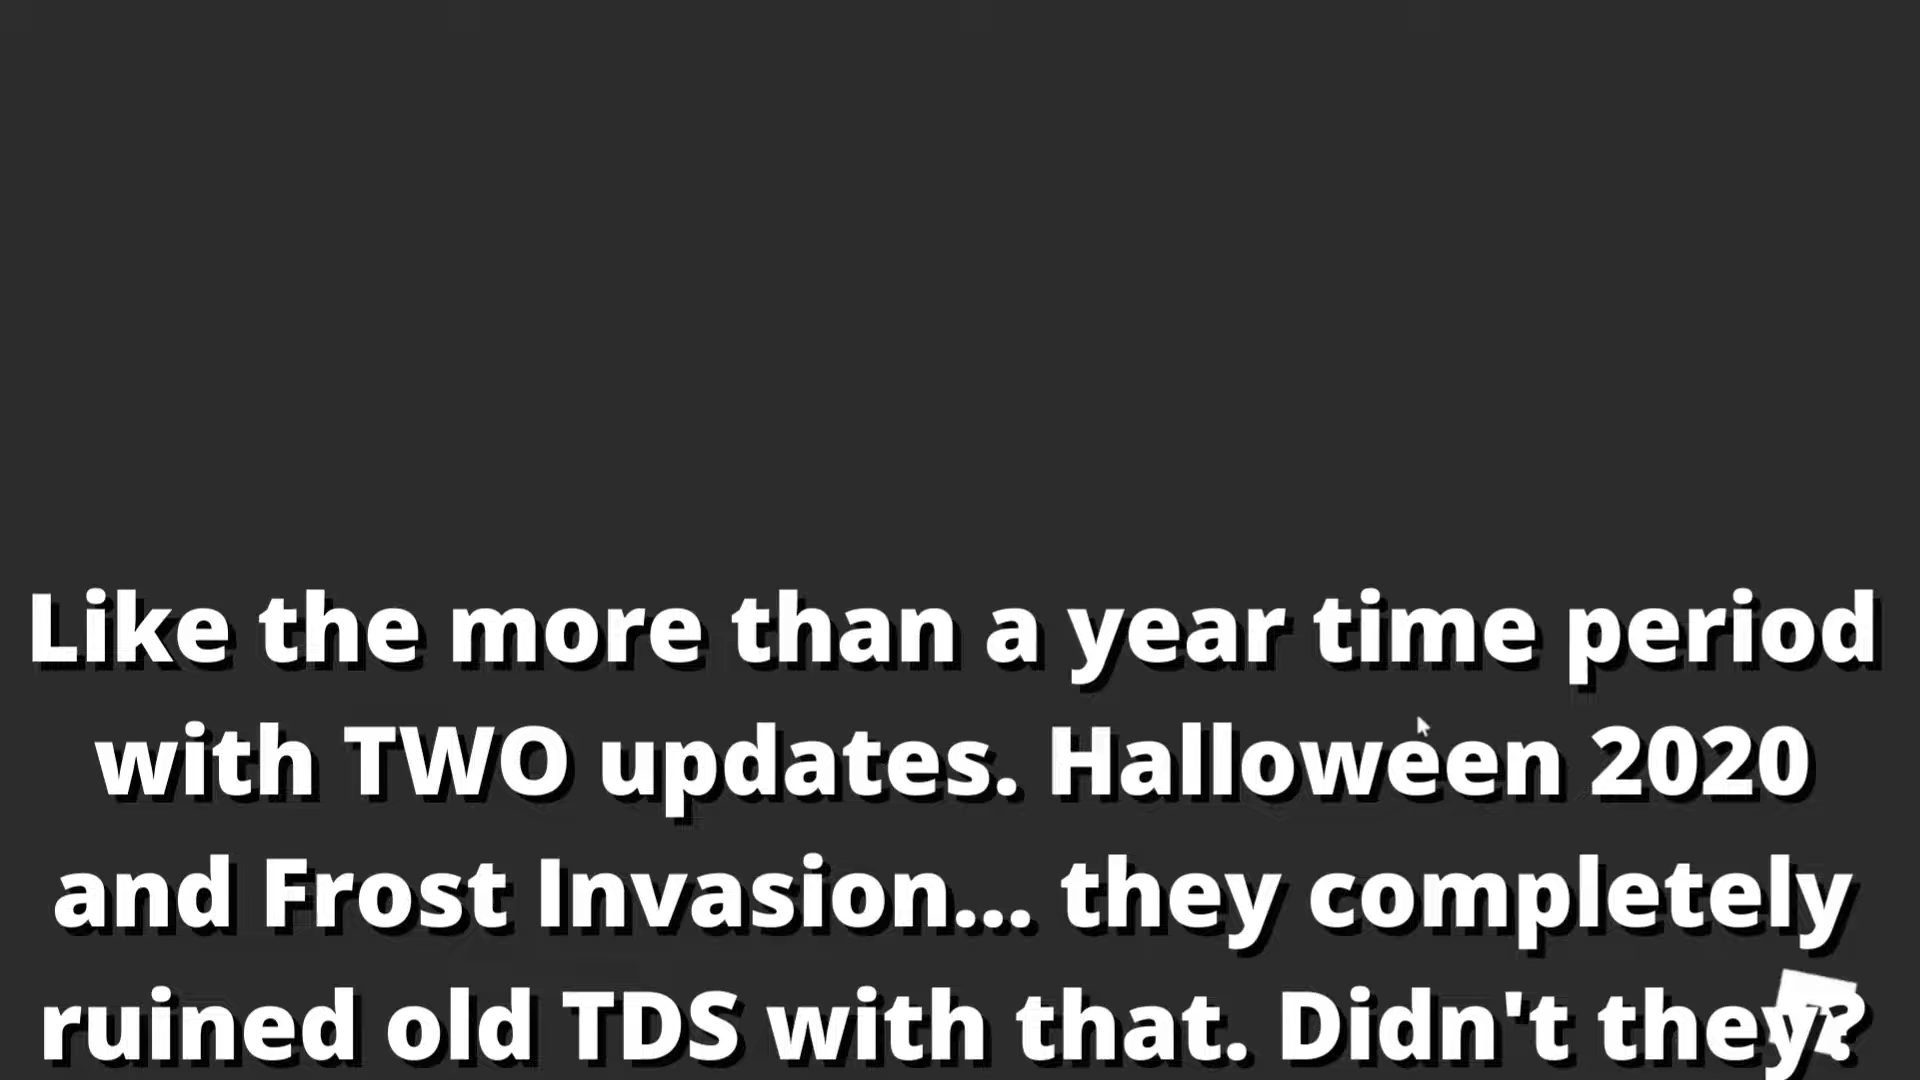 Like the more than a year time period
with TWO updates. Halloween 2020
and Frost Invasion... they completely
ruined old TDS with that. Didn't they?